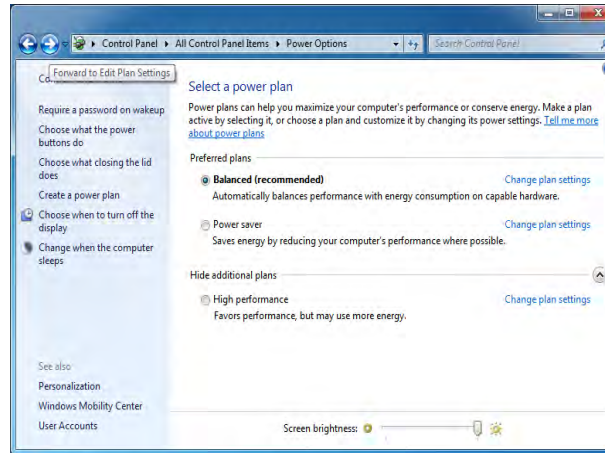 Control Panel ▸ All Control Panel Items ▸ Power Options
Search Control Panel
Forward to Edit Plan Settings
Require a password on wakeup
Choose what the power
buttons do
Choose what closing the lid
does
Create a power plan
Choose when to turn off the
display
Change when the computer
sleeps
See also
Personalization
Windows Mobility Center
User Accounts
Select a power plan
Power plans can help you maximize your computer's performance or conserve energy. Make a plan
active by selecting it, or choose a plan and customize it by changing its power settings. Tell me more
about power plans
Preferred plans
Balanced (recommended) Change plan settings
Automatically balances performance with energy consumption on capable hardware.
Power saver Change plan settings
Saves energy by reducing your computer's performance where possible.
Hide additional plans
High performance Change plan settings
Favors performance, but may use more energy.
Screen brightness: